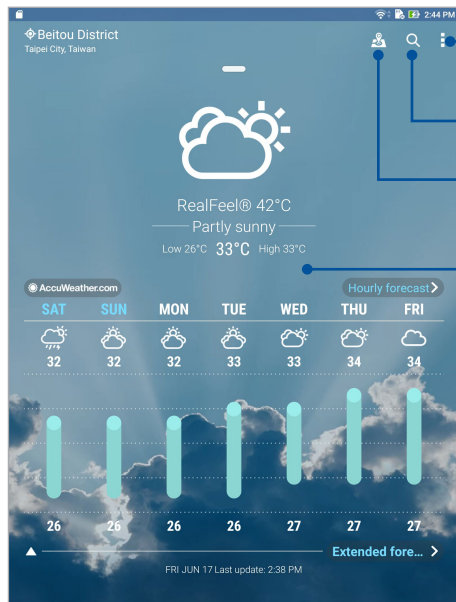 2:44 PM
Beitou District
Taipei City, Taiwan
RealFeel® 42°C
Partly sunny
Low 26°C 33°C High 33°C
AccuWeather.com Hourly forecast
SAT SUN MON TUE WED THU FRI
32 32 32 33 33 34 34
26 26 26 26 27 27 27
Extended fore...
FRI JUN 17 Last update: 2:38 PM